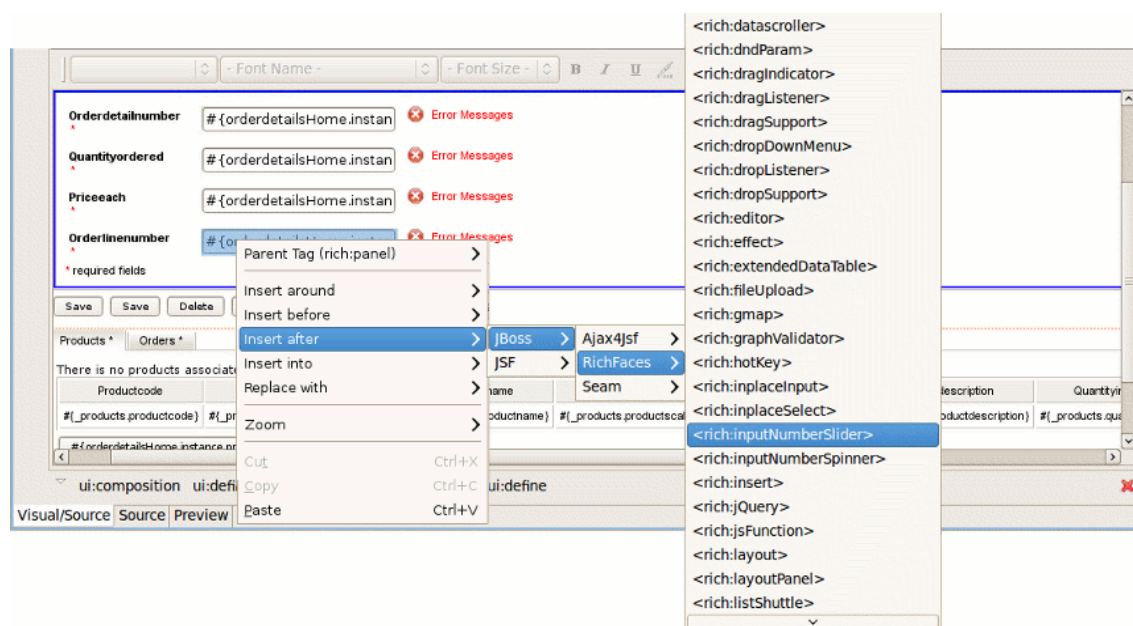 - Font Name -
- Font Size -
B I U
Orderdetailnumber
*
#{orderdetailsHome.instan
Error Messages
Quantityordered
*
#{orderdetailsHome.instan
Error Messages
Priceeach
*
#{orderdetailsHome.instan
Error Messages
Orderlinenumber
*
Error Messages
* required fields
Save
Save
Delete
Products *
Orders *
There is no products associate
Productcode
name
description
#{_products.productcode}
#{_pr
oductname}
#{_products.productscal
oductdescription}
#{_products.qua
#{orderdetailsHome.instance.pr
ui:composition
ui:defi
ui:define
Visual/Source
Source
Preview
Parent Tag (rich:panel)
Insert around
Insert before
Insert after
Insert into
Replace with
Zoom
Cut Ctrl+X
Copy Ctrl+C
Paste Ctrl+V
JBoss
JSF
Ajax4Jsf
RichFaces
Seam
<rich:datascroller>
<rich:dndParam>
<rich:dragIndicator>
<rich:dragListener>
<rich:dragSupport>
<rich:dropDownMenu>
<rich:dropListener>
<rich:dropSupport>
<rich:editor>
<rich:effect>
<rich:extendedDataTable>
<rich:fileUpload>
<rich:gmap>
<rich:graphValidator>
<rich:hotKey>
<rich:inplaceInput>
<rich:inplaceSelect>
<rich:inputNumberSlider>
<rich:inputNumberSpinner>
<rich:insert>
<rich:jQuery>
<rich:jsFunction>
<rich:layout>
<rich:layoutPanel>
<rich:listShuttle>